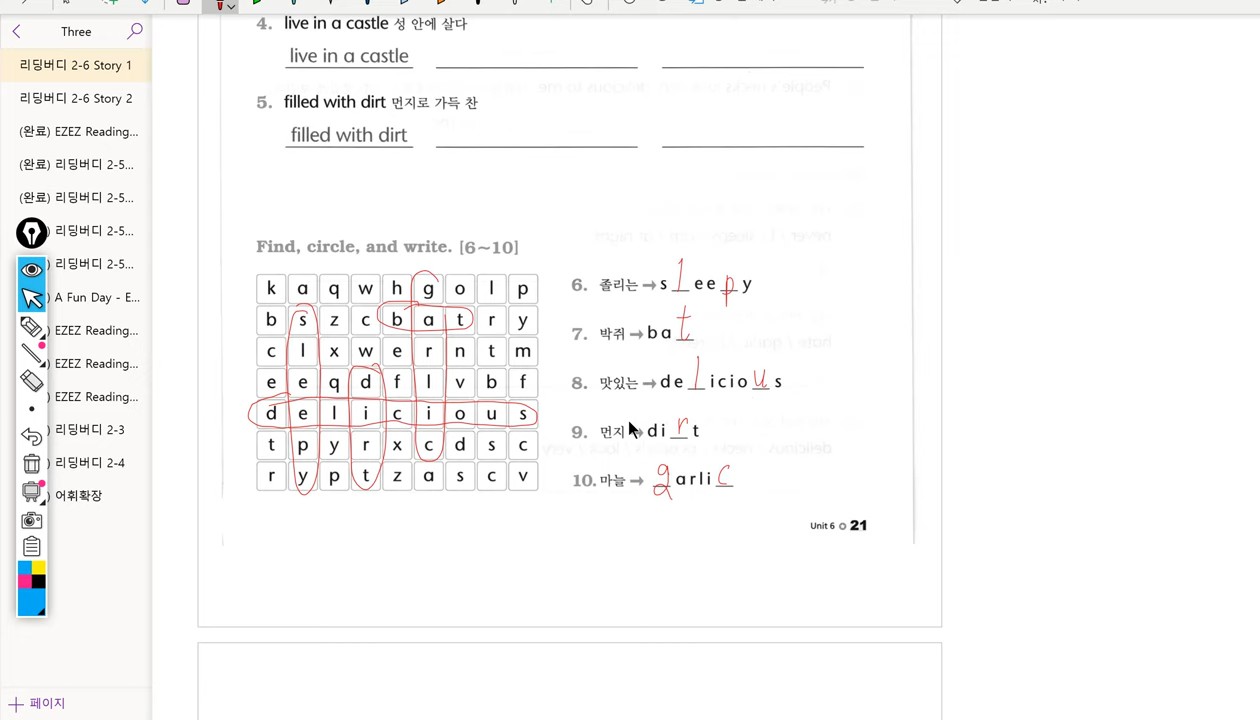 Three
리딩버디 2-6 Story 1
리딩버디 2-6 Story 2
(완료) EZEZ Reading...
(완료) 리딩버디 2-5...
(완료) 리딩버디 2-5...
리딩버디 2-5...
리딩버디 2-5...
A Fun Day - E...
EZEZ Reading...
EZEZ Reading...
EZEZ Reading...
리딩버디 2-3
리딩버디 2-4
어휘확장
페이지
4. live in a castle 성 안에 살다
live in a castle
5. filled with dirt 먼지로 가득 찬
filled with dirt
Find, circle, and write. [6~10]
k a q w h g o l p
b s z c b a t r y
c l x w e r n t m
e e q d f l v b f
d e l i c i o u s
t p y r x c d s c
r y p t z a s c v
6. 졸리는 → sleepy
7. 박쥐 → bat
8. 맛있는 → delicious
9. 먼지 → dirt
10. 마늘 → garlic
Unit 6 21